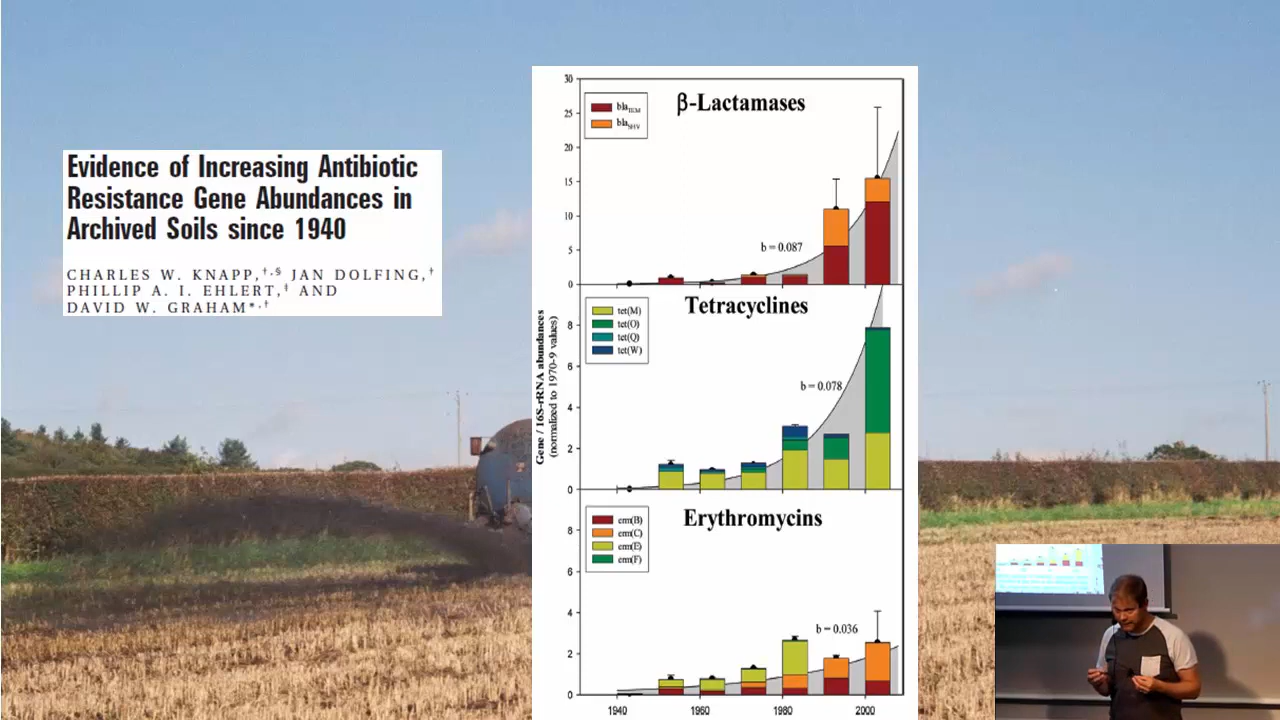 Evidence of Increasing Antibiotic
Resistance Gene Abundances in
Archived Soils since 1940
CHARLES W. KNAPP,†,§ JAN DOLFING,†
PHILLIP A. I. EHLERT,‡ AND
DAVID W. GRAHAM*,†
Gene / 16S-rRNA abundances
(normalized to 1970-9 values)
30
25
20
15
10
5
0
β-Lactamases
blaTEM
blaSHV
b = 0.087
8
6
4
2
0
Tetracyclines
tet(M)
tet(O)
tet(Q)
tet(W)
b = 0.078
8
6
4
2
0
Erythromycins
erm(B)
erm(C)
erm(E)
erm(F)
b = 0.036
1940
1960
1980
2000